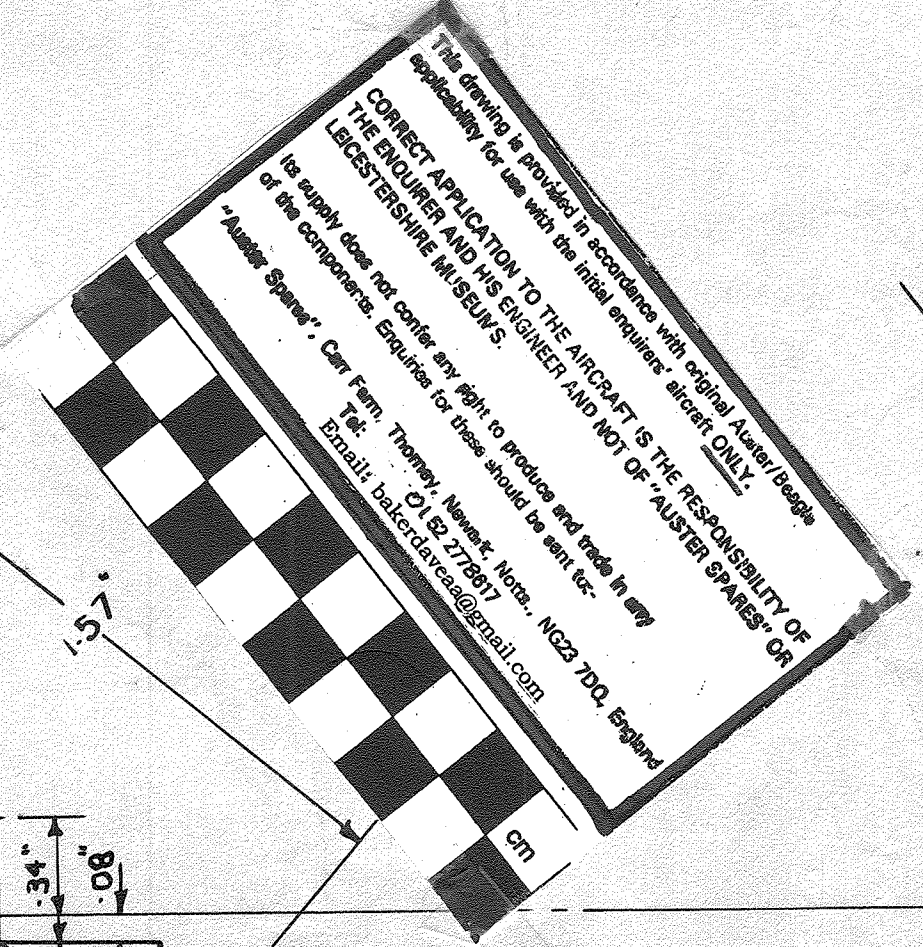 This drawing is provided in accordance with original Auster/Beagle
applicability for use with the initial enquirers' aircraft ONLY.
CORRECT APPLICATION TO THE AIRCRAFT IS THE RESPONSIBILITY OF
THE ENQUIRER AND HIS ENGINEER AND NOT OF "AUSTER SPARES" OR
LEICESTERSHIRE MUSEUMS.
Its supply does not confer any right to produce and trade in any
of the components. Enquiries for these should be sent to:-
"Auster Spares", Carr Farm, Thorney, Newark, Notts., NG23 7DQ, England
Tel: 0152 2778617
Email: bakerdaveaa@gmail.com
cm
1.57"
.34"
.08"